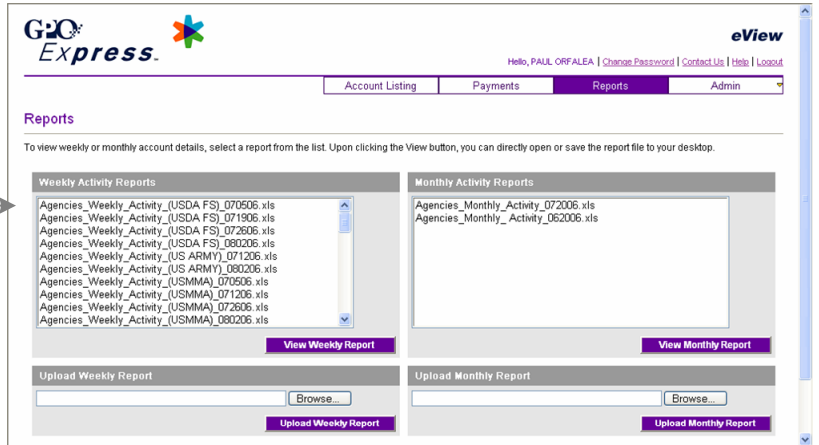 GPO
Express
eView
Hello, PAUL ORFALEA | Change Password | Contact Us | Help | Logout
Account Listing Payments Reports Admin
Reports
To view weekly or monthly account details, select a report from the list. Upon clicking the View button, you can directly open or save the report file to your desktop.
Weekly Activity Reports
Agencies_Weekly_Activity_(USDA FS)_070506.xls
Agencies_Weekly_Activity_(USDA FS)_071906.xls
Agencies_Weekly_Activity_(USDA FS)_072606.xls
Agencies_Weekly_Activity_(USDA FS)_080206.xls
Agencies_Weekly_Activity_(US ARMY)_071206.xls
Agencies_Weekly_Activity_(US ARMY)_080206.xls
Agencies_Weekly_Activity_(USMMA)_070506.xls
Agencies_Weekly_Activity_(USMMA)_071206.xls
Agencies_Weekly_Activity_(USMMA)_072606.xls
Agencies_Weekly_Activity_(USMMA)_080206.xls
View Weekly Report
Monthly Activity Reports
Agencies_Monthly_Activity_072006.xls
Agencies_Monthly_ Activity_062006.xls
View Monthly Report
Upload Weekly Report
Browse...
Upload Weekly Report
Upload Monthly Report
Browse...
Upload Monthly Report